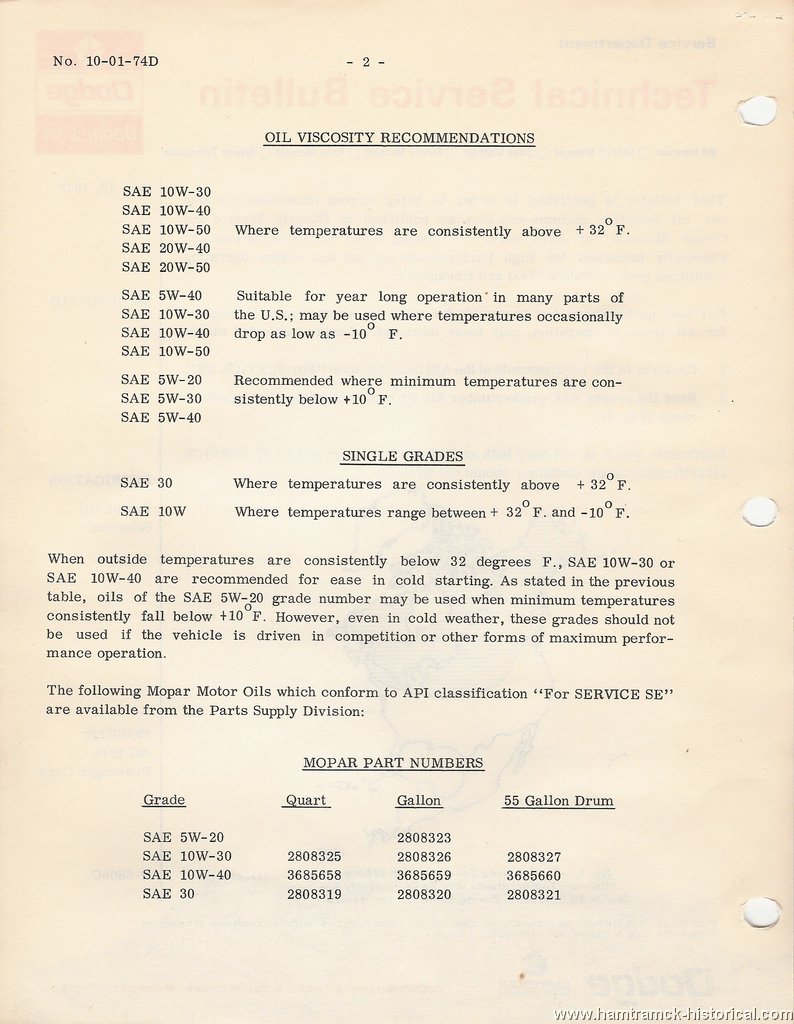 No. 10-01-74D - 2 -
OIL VISCOSITY RECOMMENDATIONS
SAE 10W-30
SAE 10W-40
SAE 10W-50 Where temperatures are consistently above + 32° F.
SAE 20W-40
SAE 20W-50
SAE 5W-40 Suitable for year long operation in many parts of
SAE 10W-30 the U.S.; may be used where temperatures occasionally
SAE 10W-40 drop as low as -10° F.
SAE 10W-50
SAE 5W-20 Recommended where minimum temperatures are con-
SAE 5W-30 sistently below +10° F.
SAE 5W-40
SINGLE GRADES
SAE 30 Where temperatures are consistently above + 32° F.
SAE 10W Where temperatures range between + 32° F. and -10° F.
When outside temperatures are consistently below 32 degrees F., SAE 10W-30 or
SAE 10W-40 are recommended for ease in cold starting. As stated in the previous
table, oils of the SAE 5W-20 grade number may be used when minimum temperatures
consistently fall below +10° F. However, even in cold weather, these grades should not
be used if the vehicle is driven in competition or other forms of maximum perfor-
mance operation.
The following Mopar Motor Oils which conform to API classification “For SERVICE SE”
are available from the Parts Supply Division:
MOPAR PART NUMBERS
Grade Quart Gallon 55 Gallon Drum
SAE 5W-20 2808323
SAE 10W-30 2808325 2808326 2808327
SAE 10W-40 3685658 3685659 3685660
SAE 30 2808319 2808320 2808321
www.hamtramck-historical.com